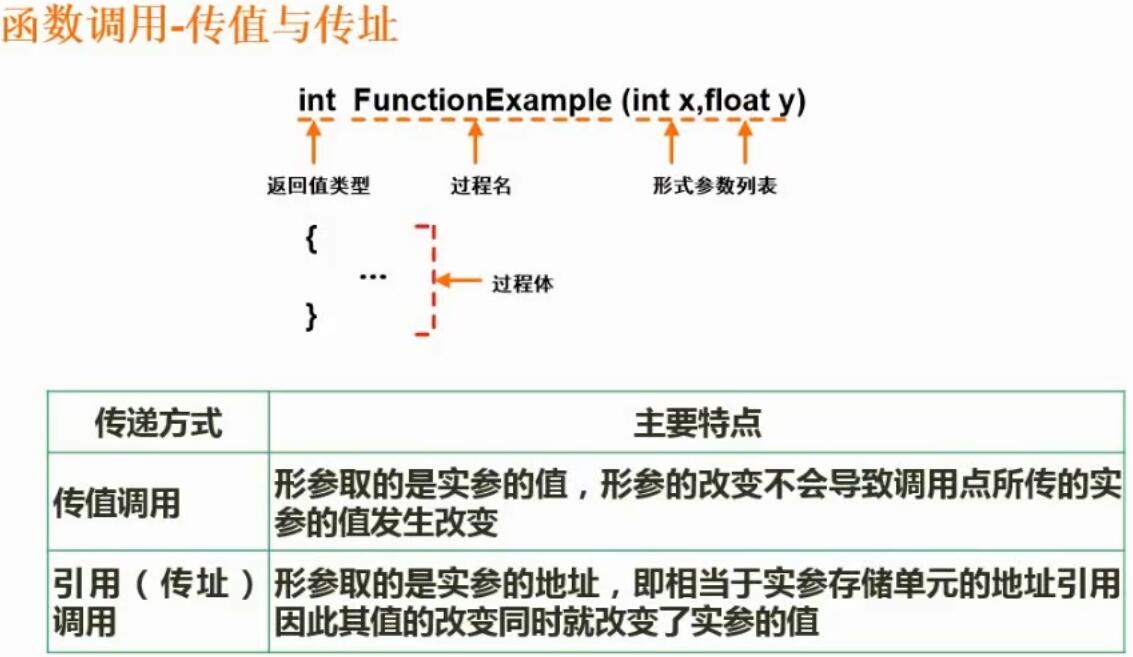 函数调用-传值与传址
int FunctionExample (int x,float y)
返回值类型 过程名 形式参数列表
{
...
过程体
}
传递方式 主要特点
传值调用
形参取的是实参的值，形参的改变不会导致调用点所传的实
参的值发生改变
引用（传址）
调用
形参取的是实参的地址，即相当于实参存储单元的地址引用
因此其值的改变同时就改变了实参的值